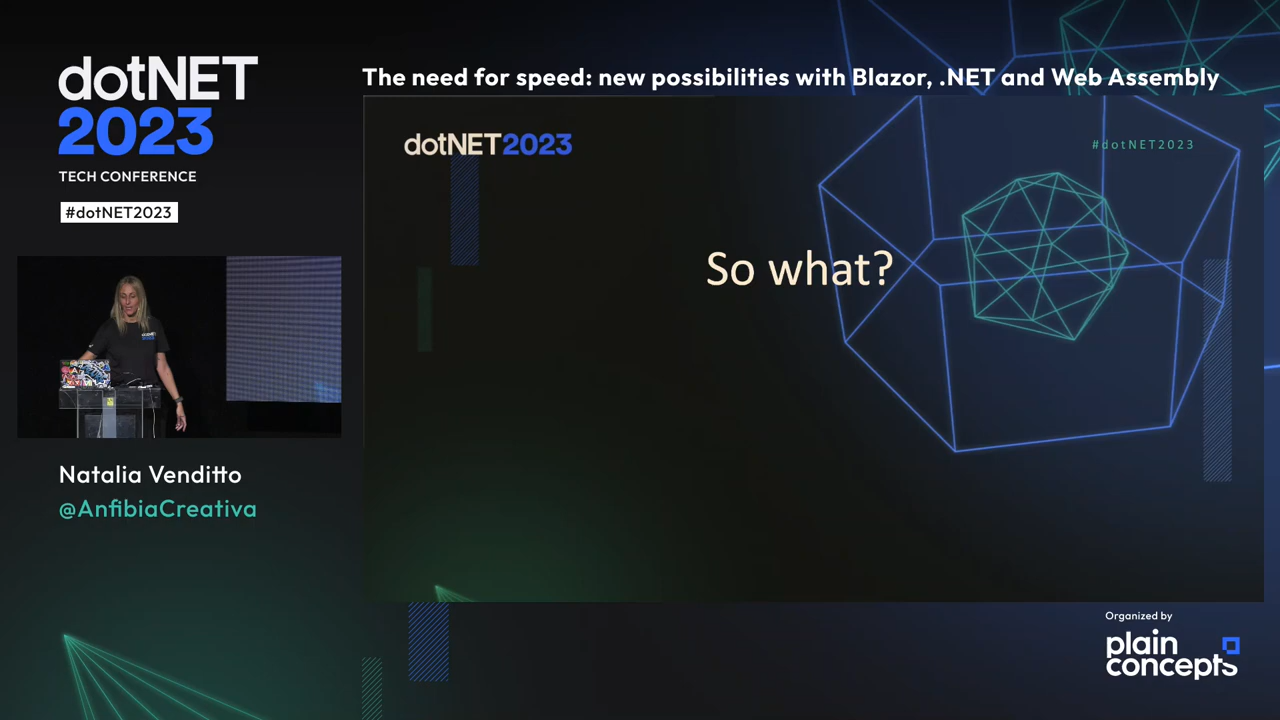 dotNET
2023
TECH CONFERENCE
#dotNET2023
The need for speed: new possibilities with Blazor, .NET and Web Assembly
dotNET2023
#dotNET2023
So what?
Natalia Venditto
@AnfibiaCreativa
Organized by
plain
concepts